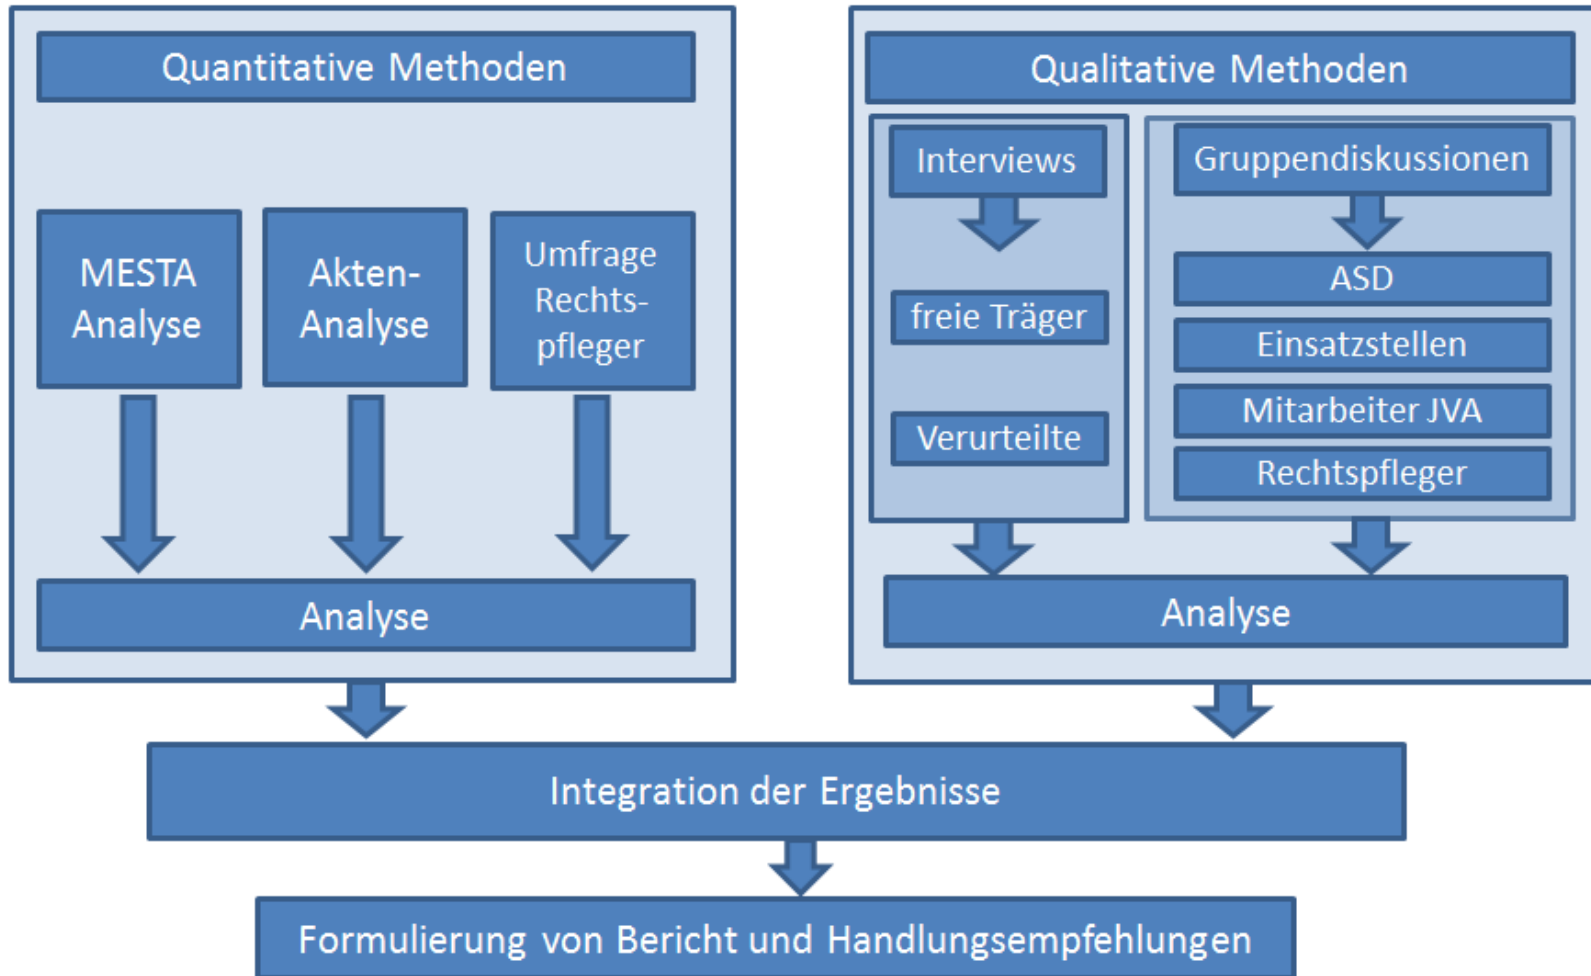 Quantitative Methoden
MESTA
Analyse
Akten-
Analyse
Umfrage
Rechts-
pfleger
Analyse
Qualitative Methoden
Interviews
freie Träger
Verurteilte
Gruppendiskussionen
ASD
Einsatzstellen
Mitarbeiter JVA
Rechtspfleger
Analyse
Integration der Ergebnisse
Formulierung von Bericht und Handlungsempfehlungen